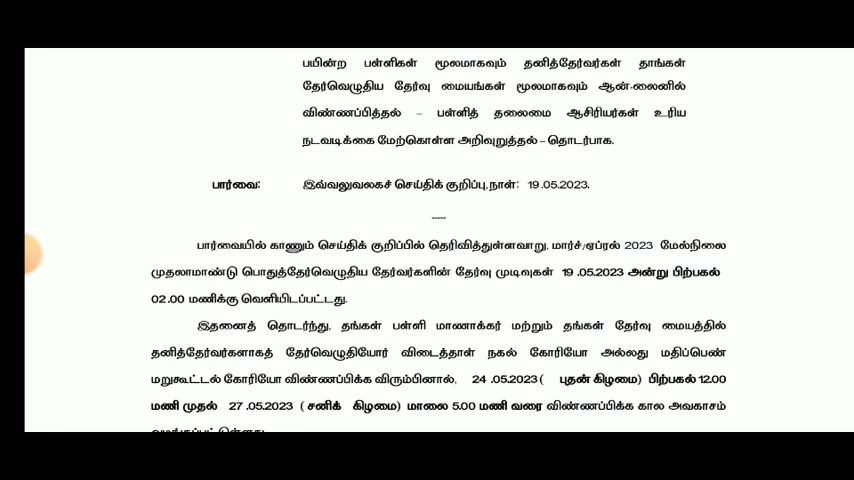 பயின்ற பள்ளிகள் மூலமாகவும் தனித்தேர்வர்கள் தாங்கள்
தேர்வெழுதிய தேர்வு மையங்கள் மூலமாகவும் ஆன்-லைனில்
விண்ணப்பித்தல் – பள்ளித் தலைமை ஆசிரியர்கள் உரிய
நடவடிக்கை மேற்கொள்ள அறிவுறுத்தல் – தொடர்பாக.
பார்வை: இவ்வலுவலகச் செய்திக் குறிப்பு,நாள்: 19.05.2023.
-----
பார்வையில் காணும் செய்திக் குறிப்பில் தெரிவித்துள்ளவாறு, மார்ச்/ஏப்ரல் 2023 மேல்நிலை
முதலாமாண்டு பொதுத்தேர்வெழுதிய தேர்வர்களின் தேர்வு முடிவுகள் 19 .05.2023 அன்று பிற்பகல்
02.00 மணிக்கு வெளியிடப்பட்டது.
இதனைத் தொடர்ந்து, தங்கள் பள்ளி மாணாக்கர் மற்றும் தங்கள் தேர்வு மையத்தில்
தனித்தேர்வர்களாகத் தேர்வெழுதியோர் விடைத்தாள் நகல் கோரியோ அல்லது மதிப்பெண்
மறுகூட்டல் கோரியோ விண்ணப்பிக்க விரும்பினால், 24 .05.2023 ( புதன் கிழமை) பிற்பகல் 12.00
மணி முதல் 27 .05.2023 ( சனிக் கிழமை) மாலை 5.00 மணி வரை விண்ணப்பிக்க கால அவகாசம்